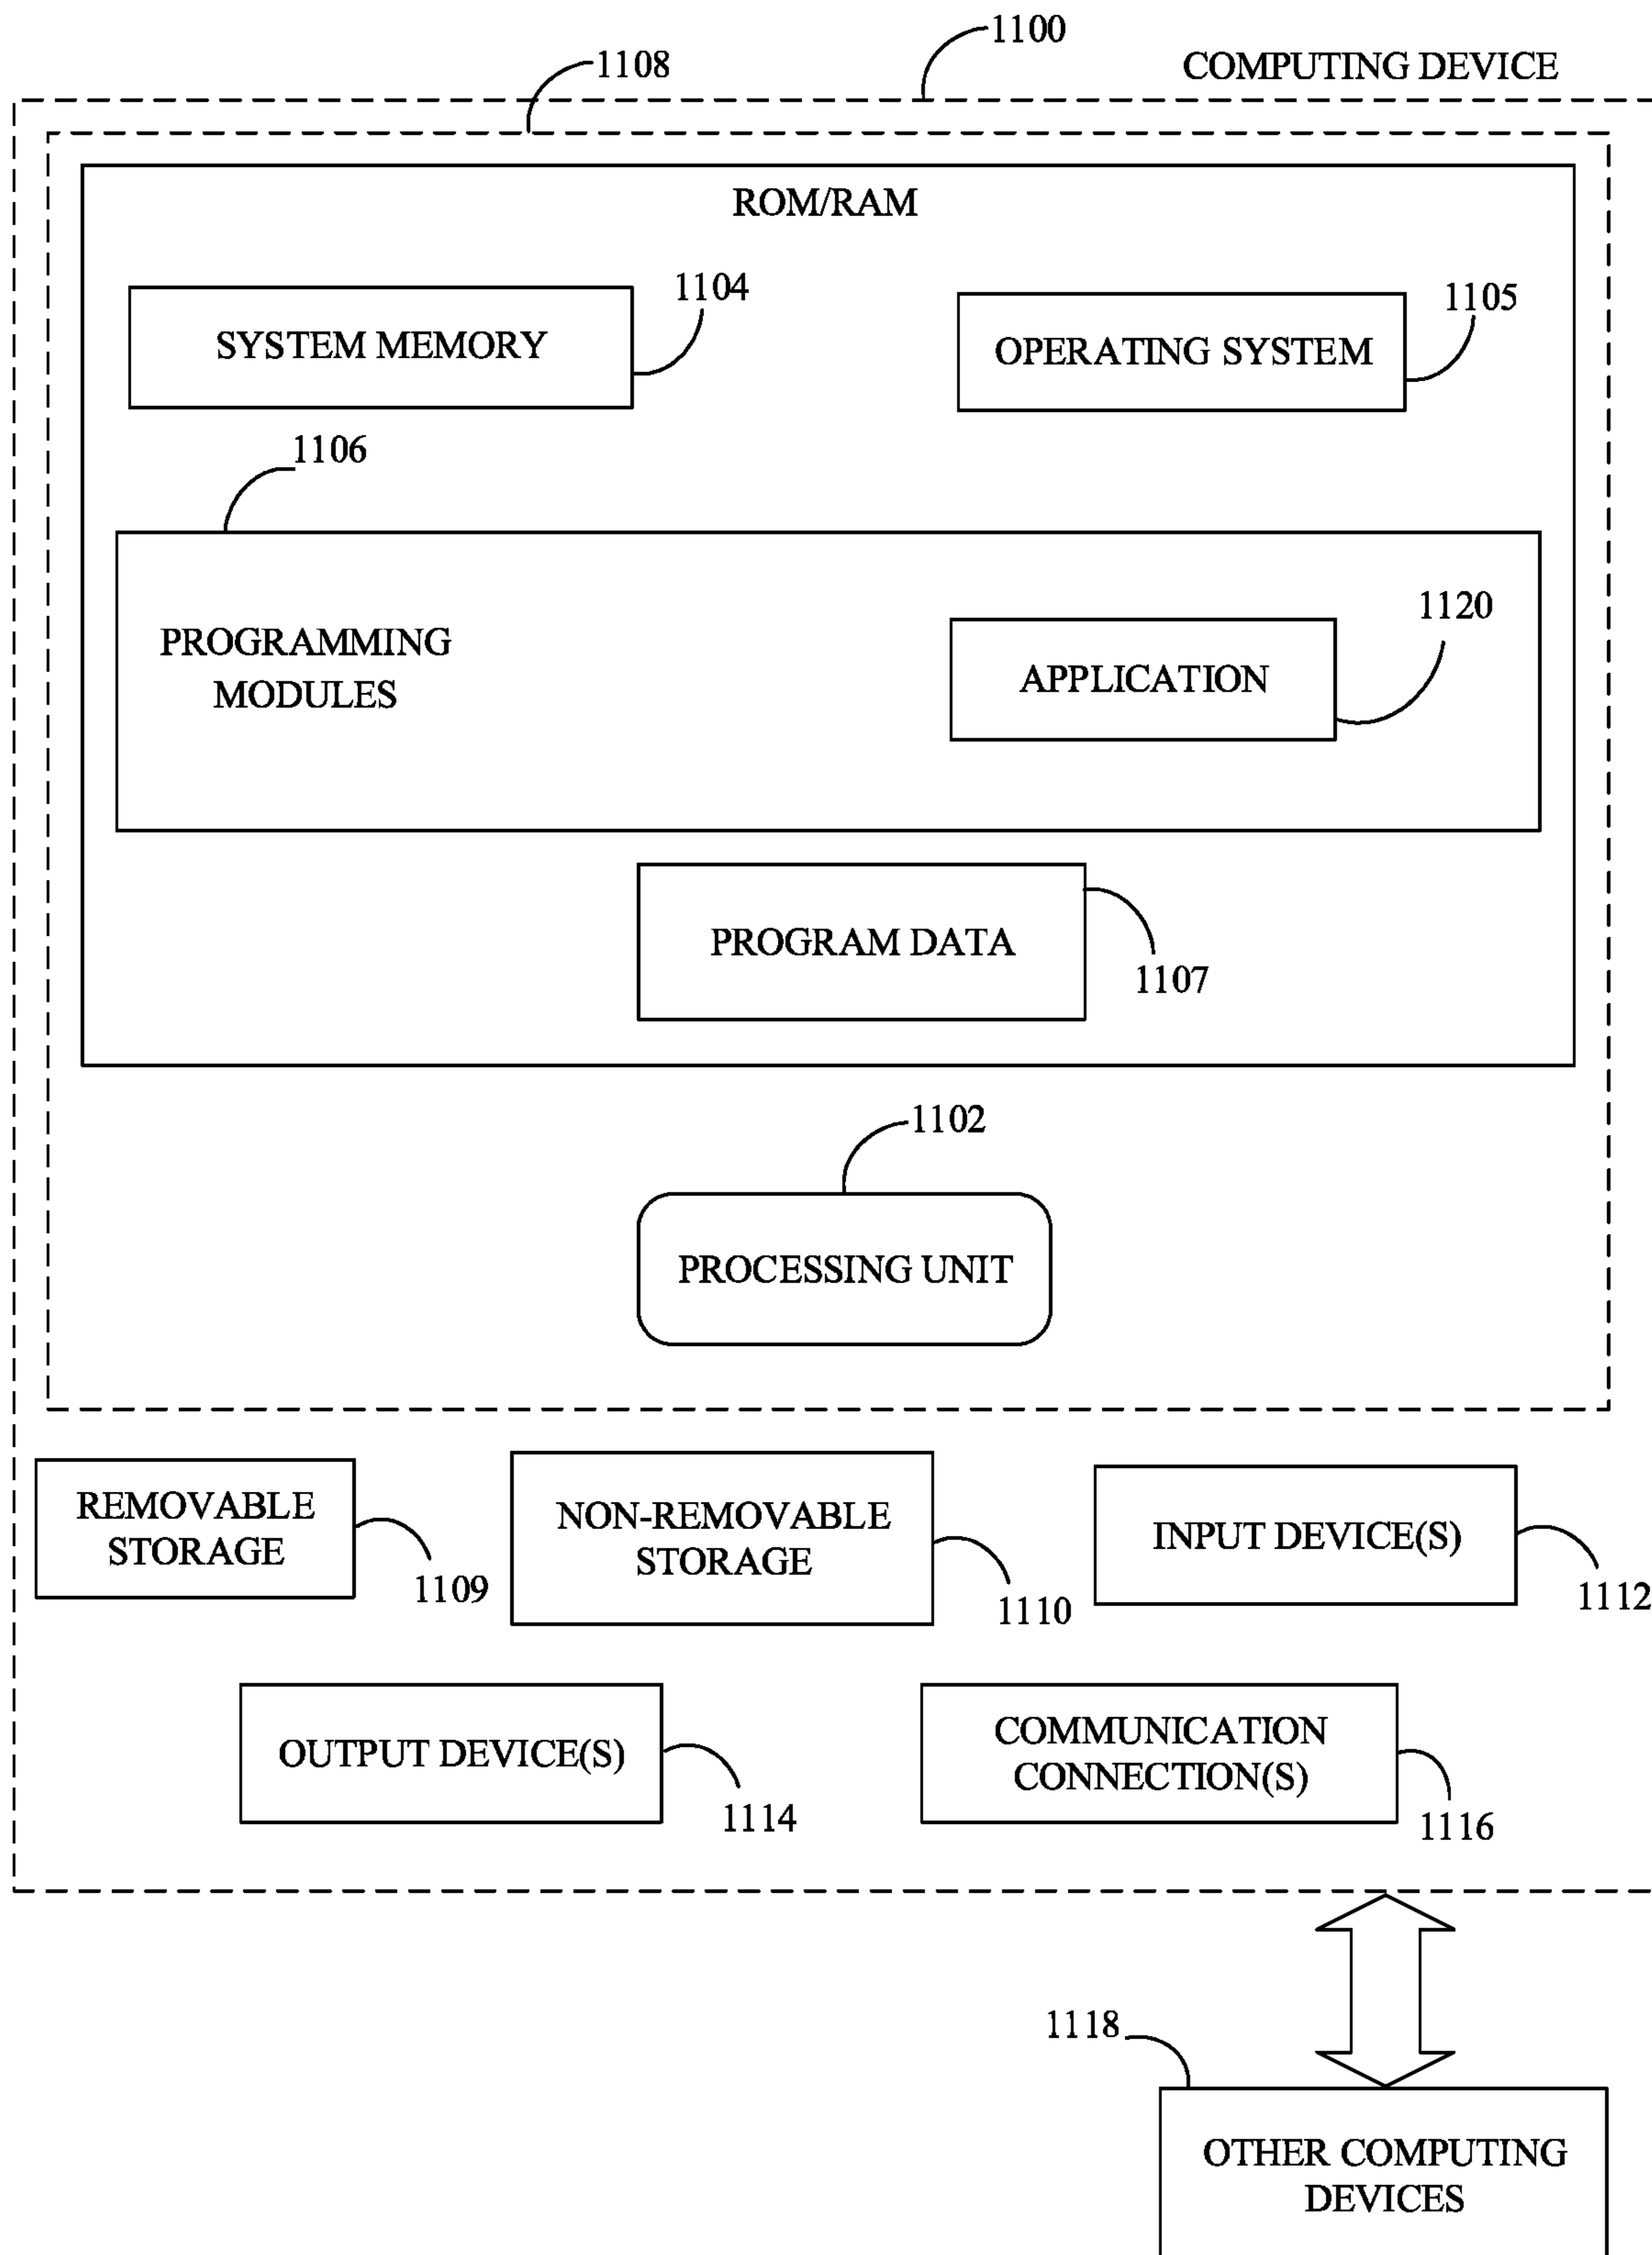 1100
1108
COMPUTING DEVICE
ROM/RAM
1104
1105
SYSTEM MEMORY
OPERATING SYSTEM
1106
1120
PROGRAMMING
MODULES
APPLICATION
PROGRAM DATA
1107
1102
PROCESSING UNIT
REMOVABLE
STORAGE
1109
NON-REMOVABLE
STORAGE
1110
INPUT DEVICE(S)
1112
OUTPUT DEVICE(S)
1114
COMMUNICATION
CONNECTION(S)
1116
1118
OTHER COMPUTING
DEVICES